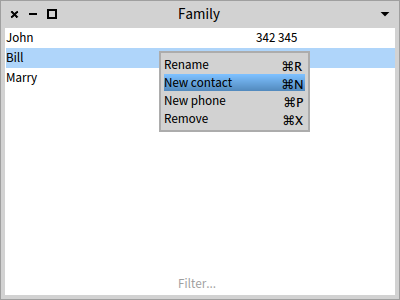 Family
John 342 345
Bill
Marry
Rename ⌘R
New contact ⌘N
New phone ⌘P
Remove ⌘X
Filter...